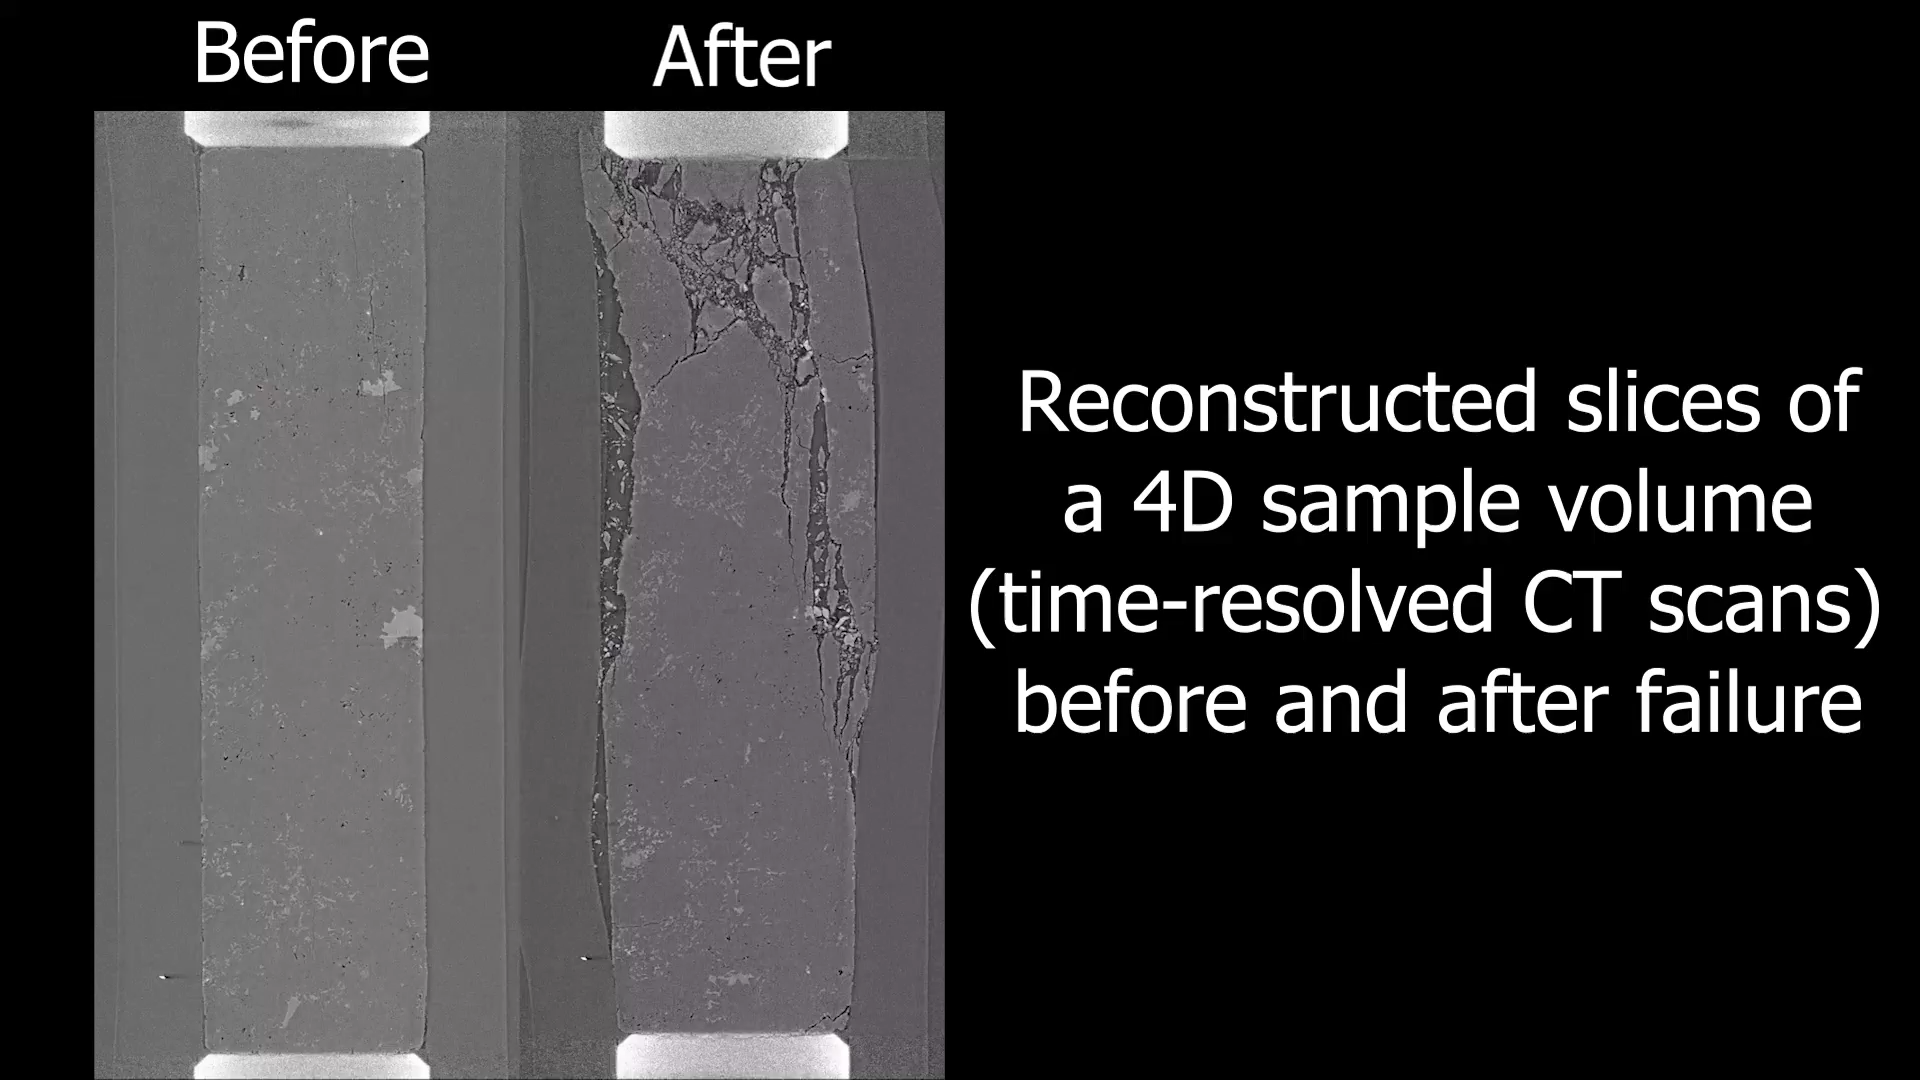 Before
After
Reconstructed slices of
a 4D sample volume
(time-resolved CT scans)
before and after failure